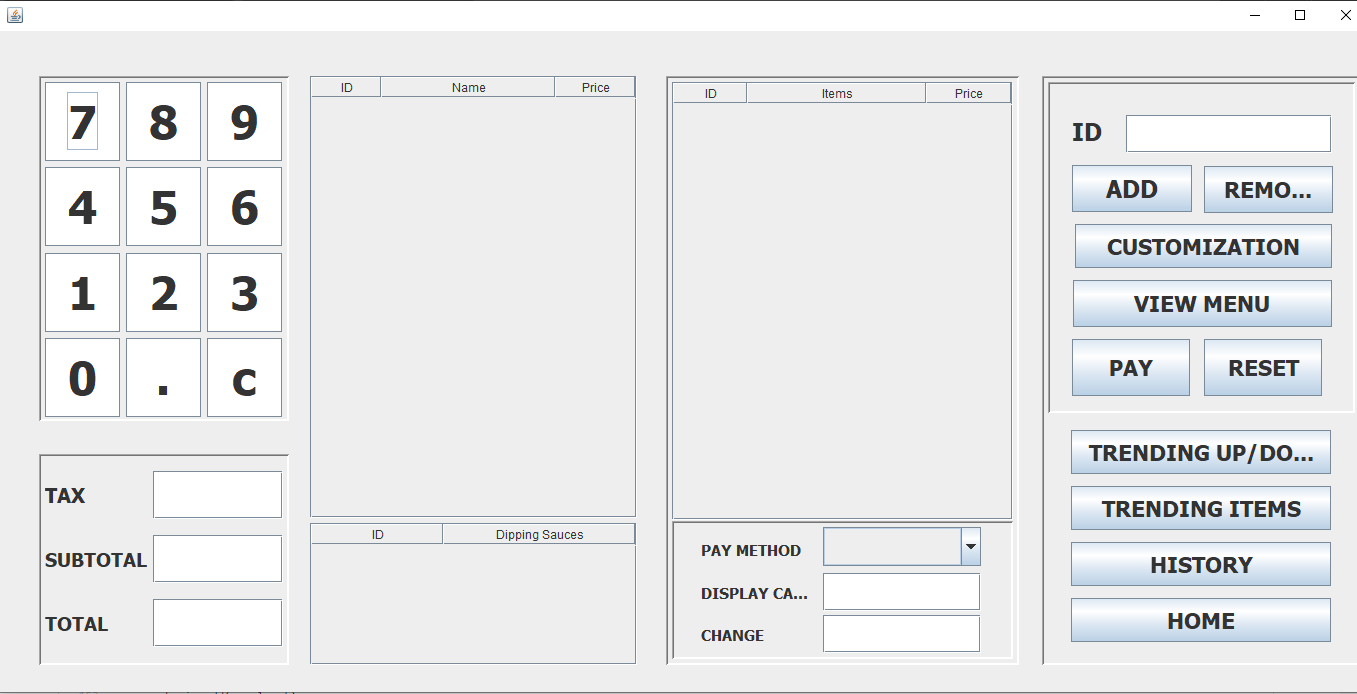 7 8 9
4 5 6
1 2 3
0 . c
TAX
SUBTOTAL
TOTAL
ID Name Price
ID Dipping Sauces
ID Items Price
PAY METHOD
DISPLAY CA...
CHANGE
ID
ADD REMO...
CUSTOMIZATION
VIEW MENU
PAY RESET
TRENDING UP/DO...
TRENDING ITEMS
HISTORY
HOME